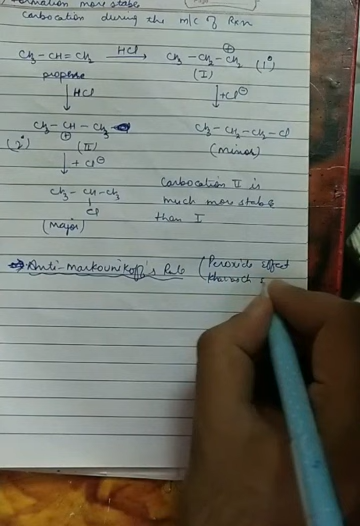 Formation more stable
Carbocation during the m/c of Rxn
CH₃-CH=CH₂ —HCl→ CH₃-CH₂-CH₂ ⊕ (1°)
propene (I)
↓HCl ↓+Cl⊖
(2°) CH₃-CH-CH₃ CH₃-CH₂-CH₂-Cl
⊕ (II) (Minor)
↓ + Cl⊖
CH₃-CH-CH₃ Carbocation II is
Cl much more stable
(Major) than I
⇒ Anti-Markovnikoff's Rule (Peroxide effect
Kharasch